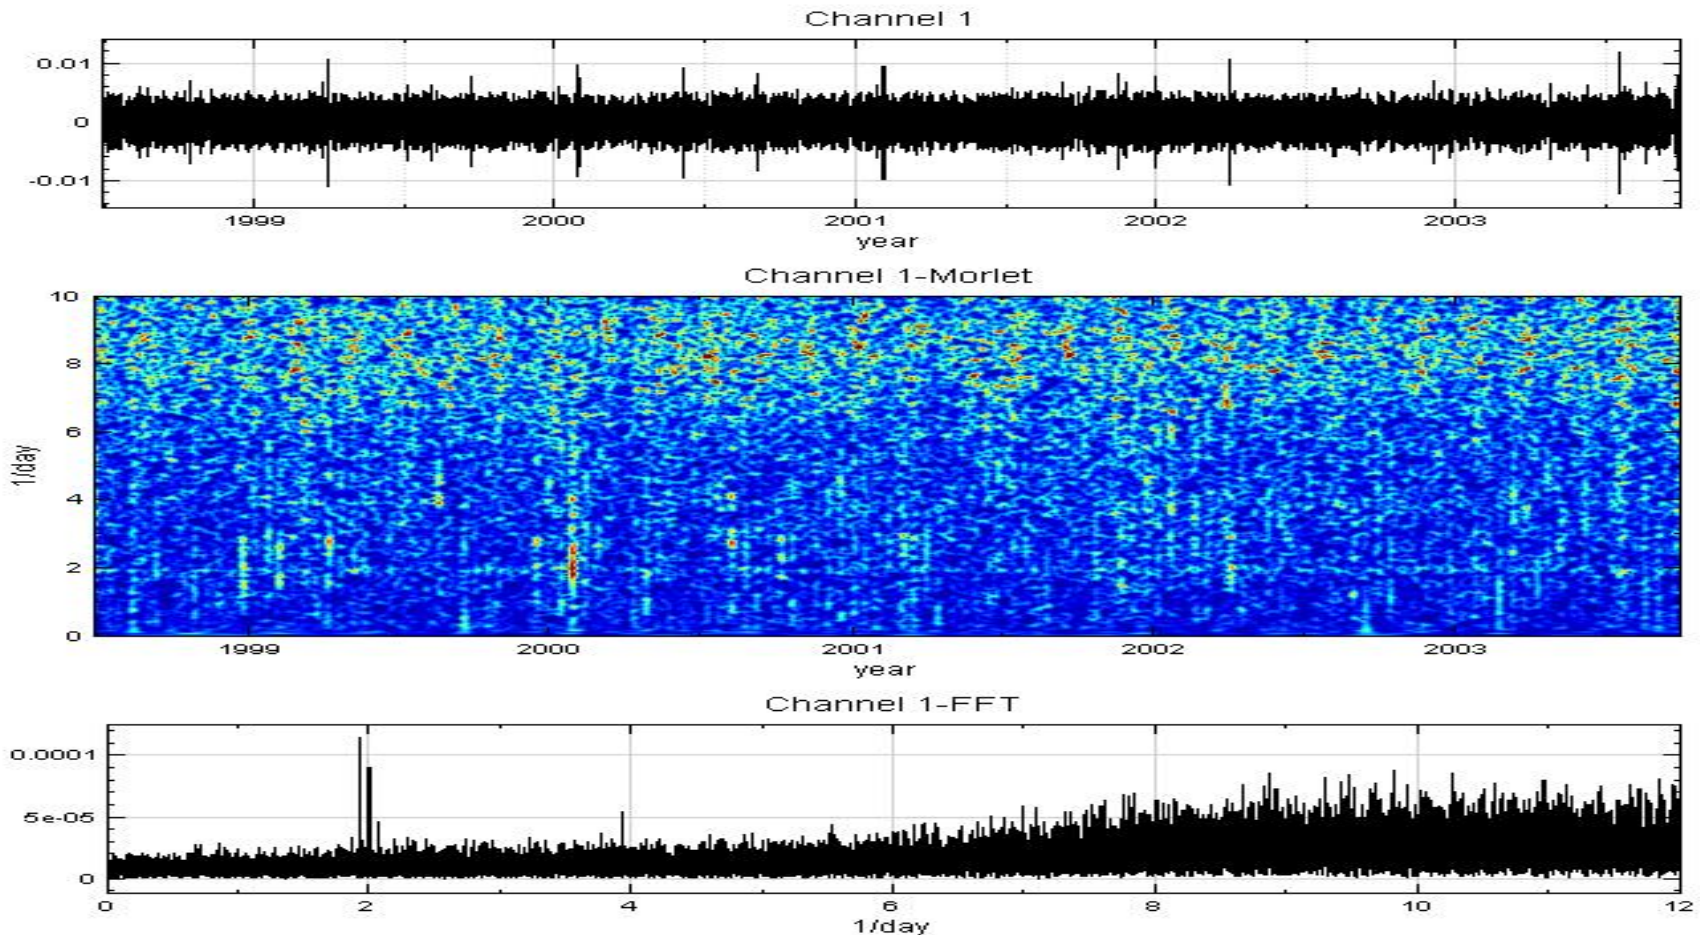 Channel 1
0.01
0
-0.01
1999 2000 2001 2002 2003
year
Channel 1-Morlet
10
8
6
4
2
0
1/day
1999 2000 2001 2002 2003
year
Channel 1-FFT
0.0001
5e-05
0
0 2 4 6 8 10 12
1/day